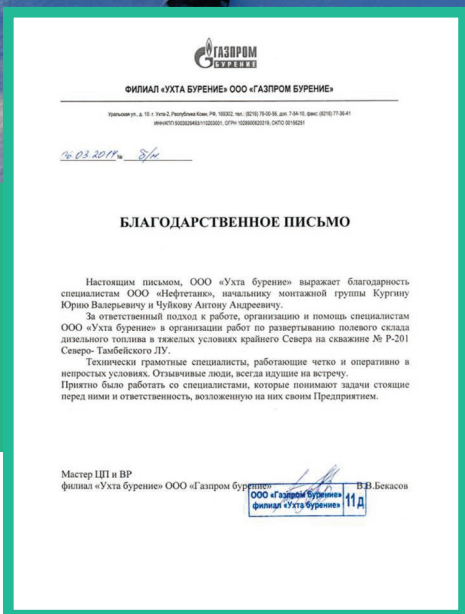 ГАЗПРОМ
БУРЕНИЕ
ФИЛИАЛ «УХТА БУРЕНИЕ» ООО «ГАЗПРОМ БУРЕНИЕ»
б/н.
БЛАГОДАРСТВЕННОЕ ПИСЬМО
Настоящим письмом, ООО «Ухта бурение» выражает благодарность
специалистам ООО «Нефтетанк», начальнику монтажной группы Кургину
Юрию Валерьевичу и Чуйкову Антону Андреевичу.
За ответственный подход к работе, организацию и помощь специалистам
ООО «Ухта бурение» в организации работ по развертыванию полевого склада
дизельного топлива в тяжелых условиях крайнего Севера на скважине № Р-201
Северо- Тамбейского ЛУ.
Технически грамотные специалисты, работающие четко и оперативно в
непростых условиях. Отзывчивые люди, всегда идущие на встречу.
Приятно было работать со специалистами, которые понимают задачи стоящие
перед ними и ответственность, возложенную на них своим Предприятием.
Мастер ЦП и ВР
филиал «Ухта бурение» ООО «Газпром бурение» В.В.Бекасов
ООО «Газпром бурение»
филиал «Ухта бурение» 11д